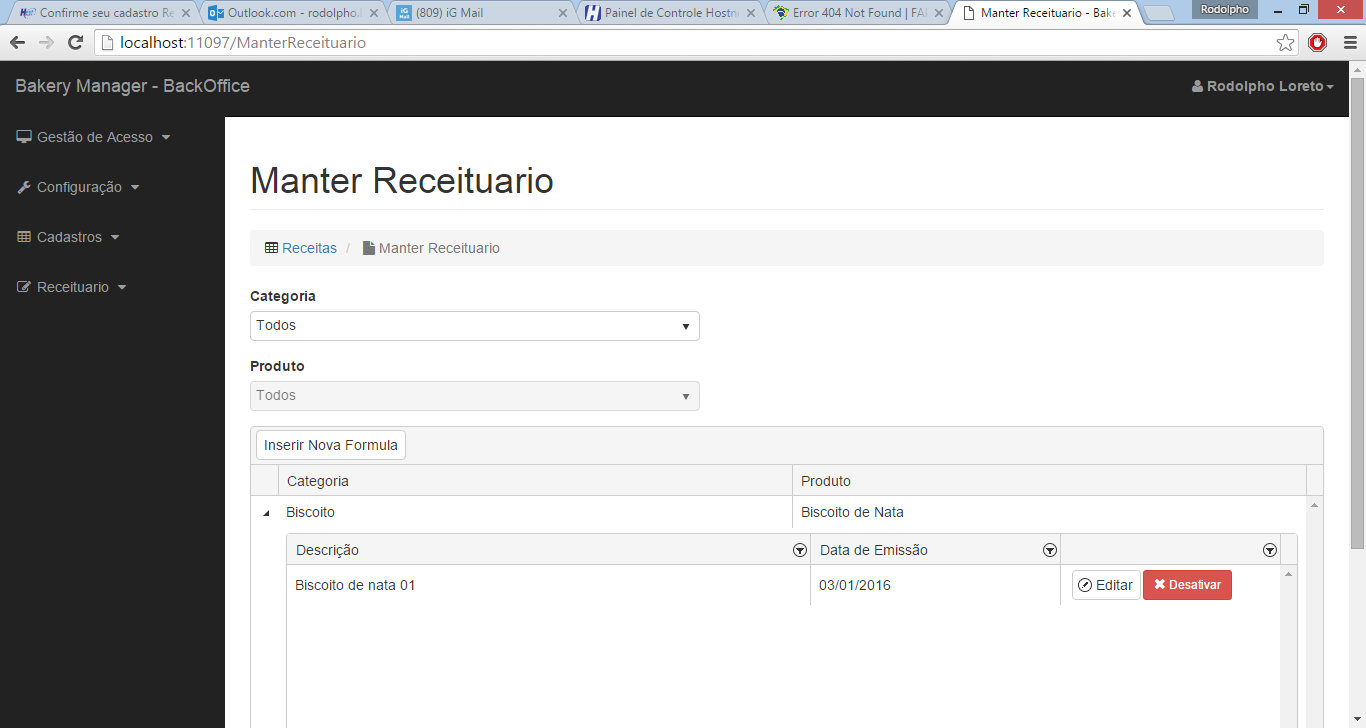 Confirme seu cadastro Re
Outlook.com - rodolpho.l
(809) iG Mail
Painel de Controle Hostn
Error 404 Not Found | FA
Manter Receituario - Bake
Rodolpho
localhost:11097/ManterReceituario
Bakery Manager - BackOffice
Rodolpho Loreto
Gestão de Acesso
Configuração
Cadastros
Receituario
Manter Receituario
Receitas / Manter Receituario
Categoria
Todos
Produto
Todos
Inserir Nova Formula
Categoria Produto
Biscoito Biscoito de Nata
Descrição Data de Emissão
Biscoito de nata 01 03/01/2016 Editar Desativar